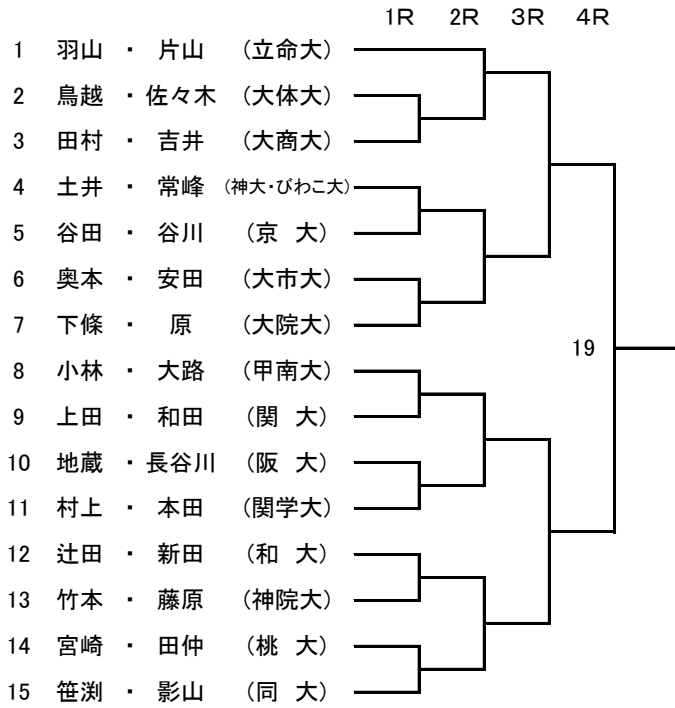 1R 2R 3R 4R
1 羽山 ・ 片山 (立命大)
2 鳥越 ・ 佐々木 (大体大)
3 田村 ・ 吉井 (大商大)
4 土井 ・ 常峰 (神大・びわこ大)
5 谷田 ・ 谷川 (京 大)
6 奥本 ・ 安田 (大市大)
7 下條 ・ 原 (大院大)
19
8 小林 ・ 大路 (甲南大)
9 上田 ・ 和田 (関 大)
10 地蔵 ・ 長谷川 (阪 大)
11 村上 ・ 本田 (関学大)
12 辻田 ・ 新田 (和 大)
13 竹本 ・ 藤原 (神院大)
14 宮崎 ・ 田仲 (桃 大)
15 笹渕 ・ 影山 (同 大)